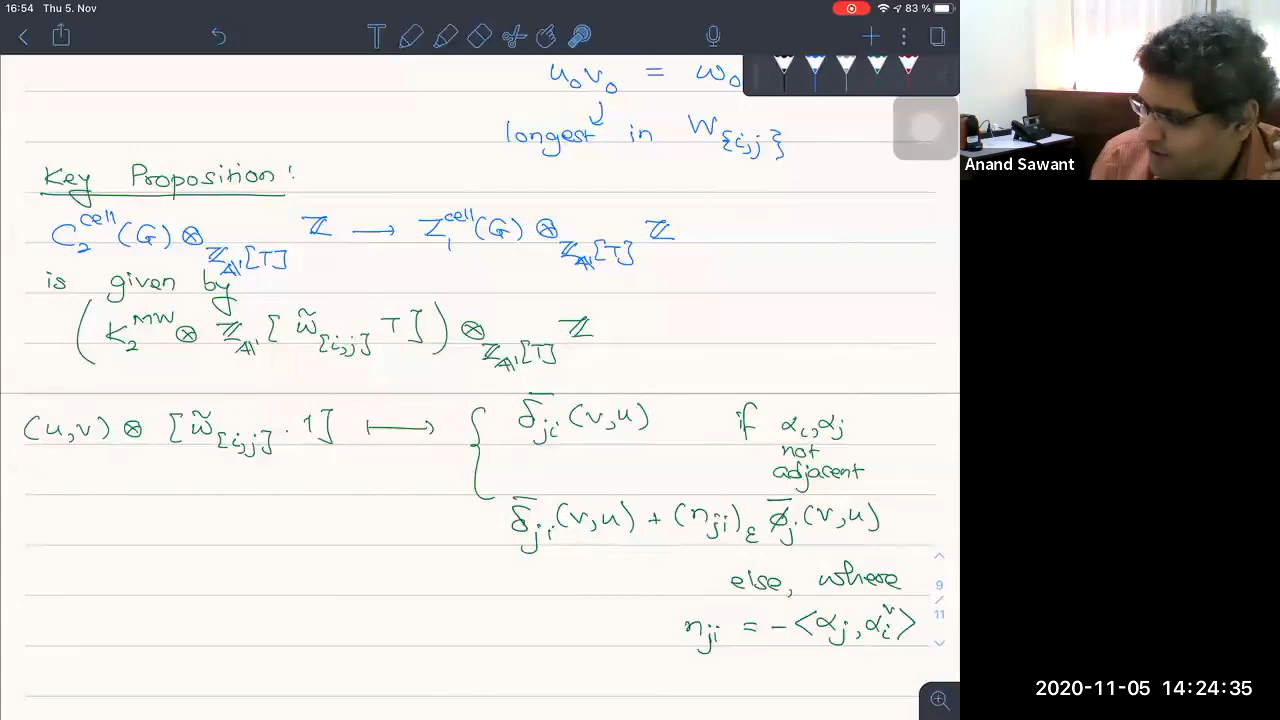 16:54 Thu 5. Nov
83 %
u₀v₀ = w₀
longest in W_{i,j}
Key Proposition:
C₂^cell(G) ⊗_{ℤ_{𝔸¹}[T]} ℤ → Z₁^cell(G) ⊗_{ℤ_{𝔸¹}[T]} ℤ
is given by
(K₂^MW ⊗ ℤ_{𝔸¹}[w̃_{[i,j]} T]) ⊗_{ℤ_{𝔸¹}[T]} ℤ
(u,v) ⊗ [w̃_{[i,j]} · 1] ⟼ { δ̄_{ji}(v,u) if α_i, α_j
not
adjacent
δ̄_{ji}(v,u) + (n_{ji})_ε φ̄_j(v,u)
else, where
n_{ji} = -⟨α_j, α_i^∨⟩
9
/
11
Anand Sawant
2020-11-05 14:24:35